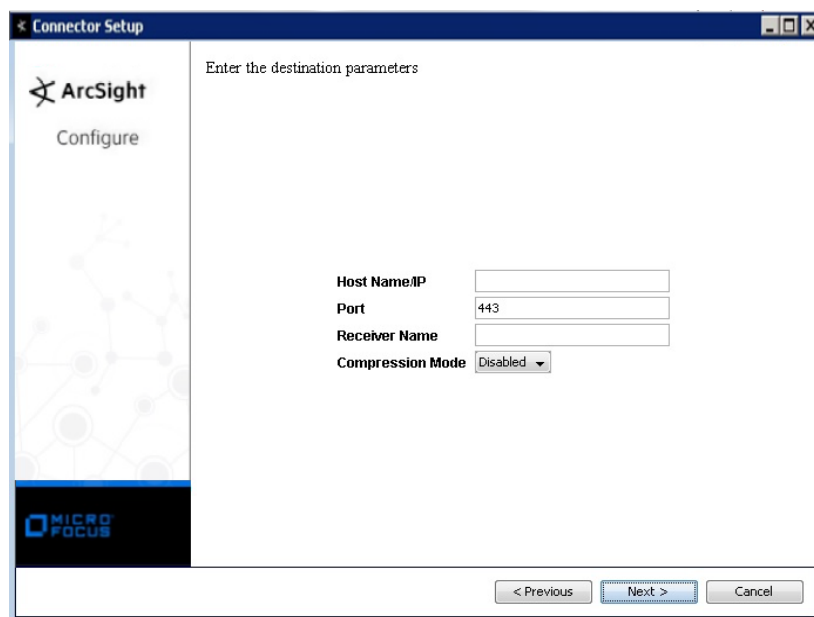 Connector Setup
ArcSight
Configure
Enter the destination parameters
Host Name/IP
Port 443
Receiver Name
Compression Mode Disabled
MICRO
FOCUS
< Previous Next > Cancel